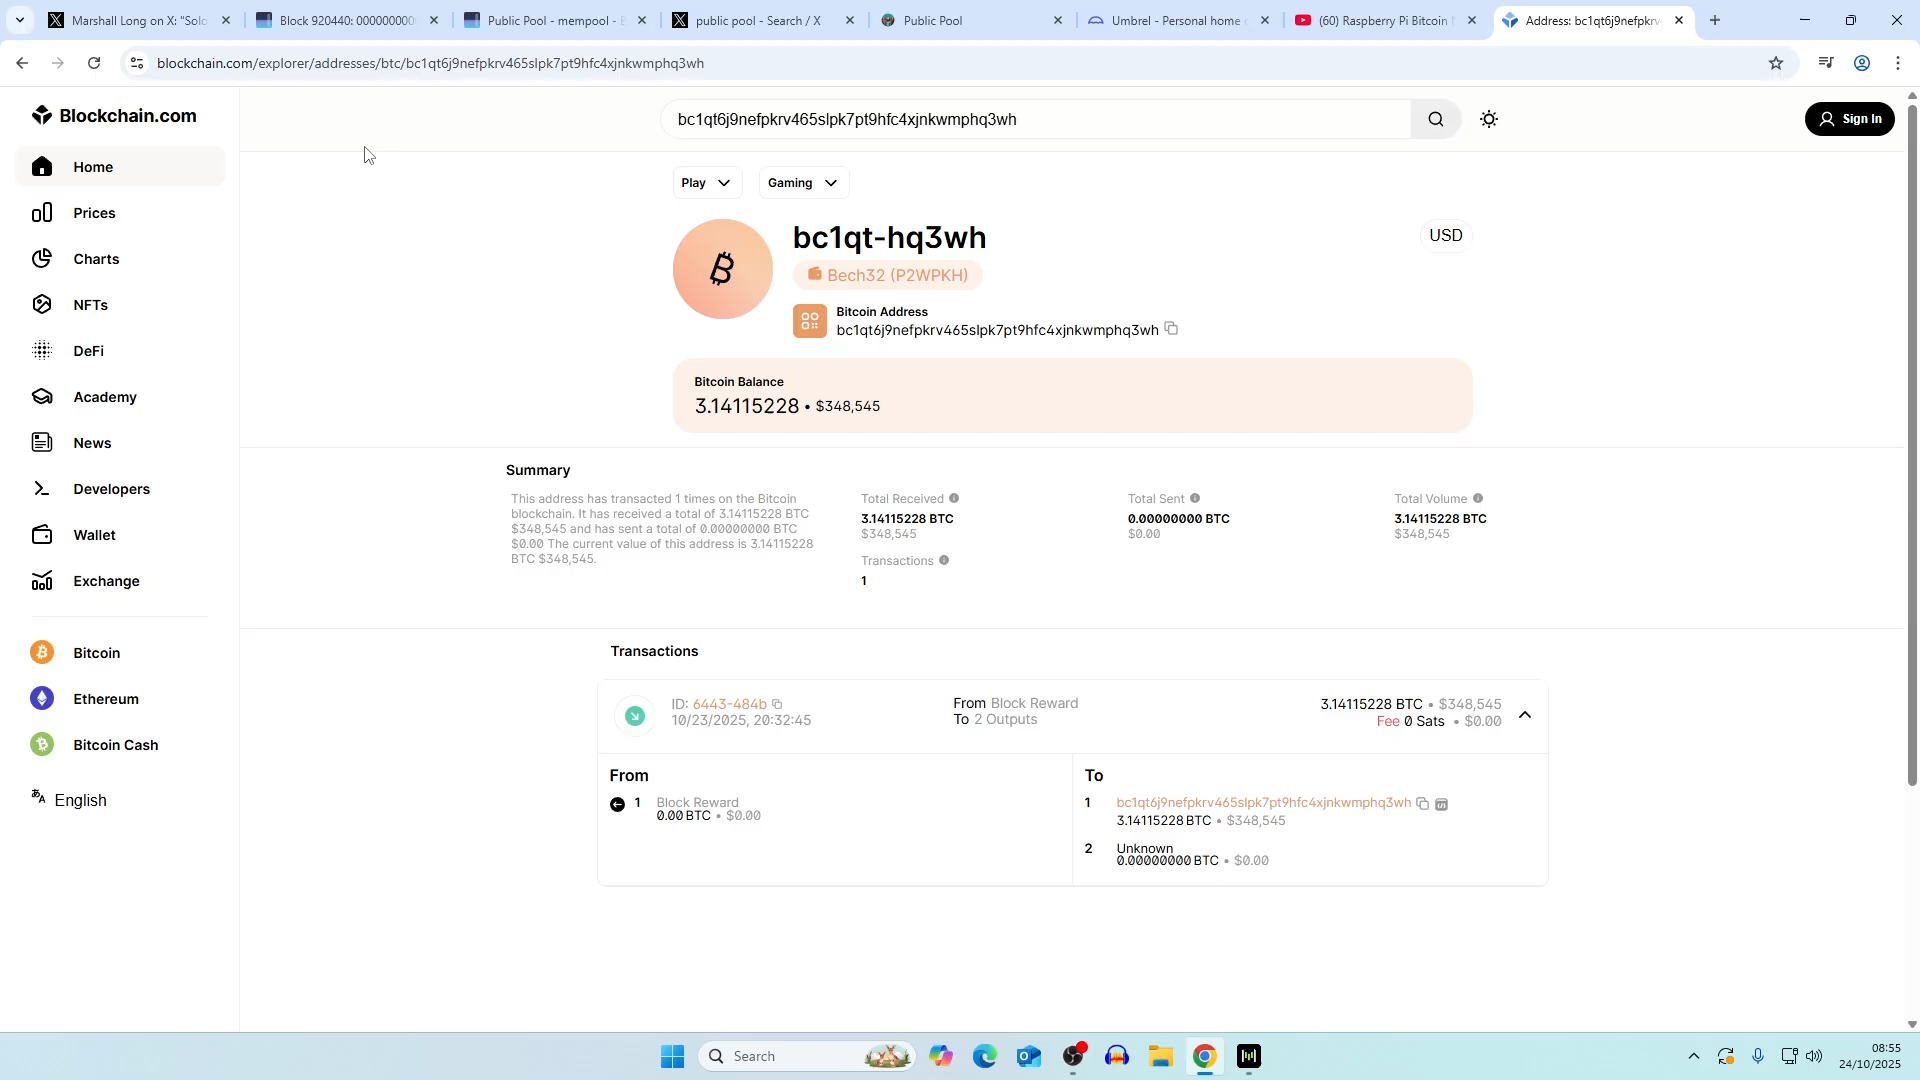 Marshall Long on X: "Solo
Block 920440: 000000000
Public Pool - mempool -
public pool - Search / X
Public Pool
Umbrel - Personal home
(60) Raspberry Pi Bitcoin
Address: bc1qt6j9nefpkrv
blockchain.com/explorer/addresses/btc/bc1qt6j9nefpkrv465slpk7pt9hfc4xjnkwmphq3wh
Blockchain.com
bc1qt6j9nefpkrv465slpk7pt9hfc4xjnkwmphq3wh
Sign In
Home
Prices
Charts
NFTs
DeFi
Academy
News
Developers
Wallet
Exchange
Bitcoin
Ethereum
Bitcoin Cash
English
Play
Gaming
bc1qt-hq3wh
USD
Bech32 (P2WPKH)
Bitcoin Address
bc1qt6j9nefpkrv465slpk7pt9hfc4xjnkwmphq3wh
Bitcoin Balance
3.14115228 • $348,545
Summary
This address has transacted 1 times on the Bitcoin
blockchain. It has received a total of 3.14115228 BTC
$348,545 and has sent a total of 0.00000000 BTC
$0.00 The current value of this address is 3.14115228
BTC $348,545.
Total Received
3.14115228 BTC
$348,545
Total Sent
0.00000000 BTC
$0.00
Total Volume
3.14115228 BTC
$348,545
Transactions
1
Transactions
ID: 6443-484b
10/23/2025, 20:32:45
From Block Reward
To 2 Outputs
3.14115228 BTC • $348,545
Fee 0 Sats • $0.00
From
1 Block Reward
0.00 BTC • $0.00
To
1 bc1qt6j9nefpkrv465slpk7pt9hfc4xjnkwmphq3wh
3.14115228 BTC • $348,545
2 Unknown
0.00000000 BTC • $0.00
Search
08:55
24/10/2025